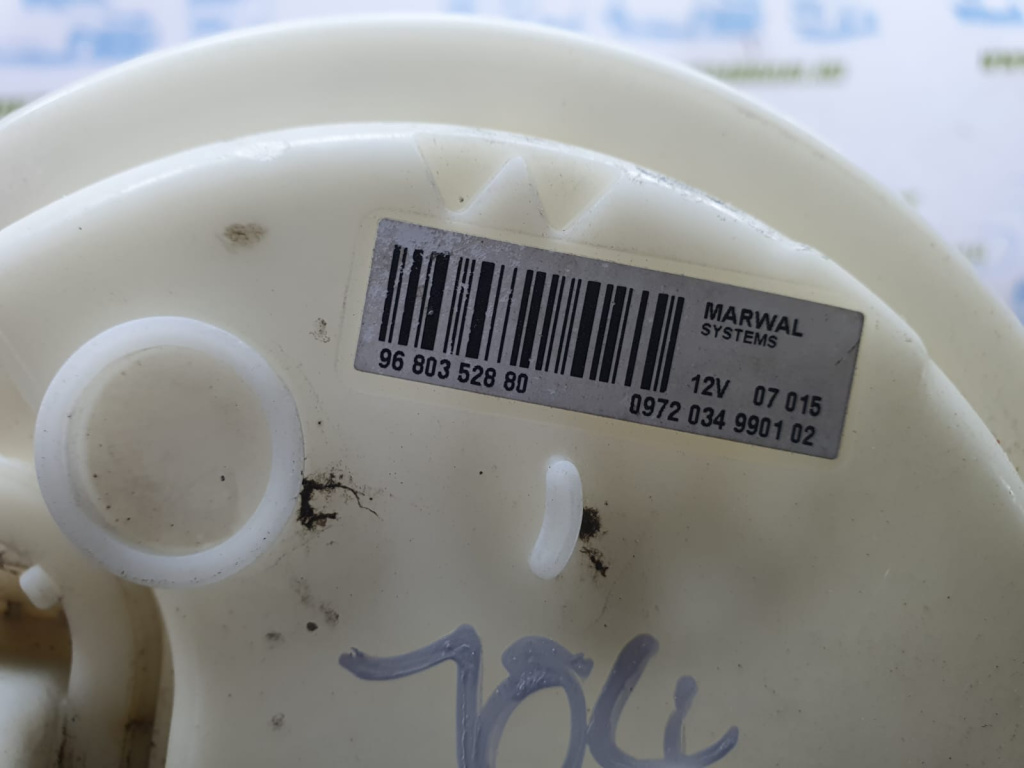 MARWAL
SYSTEMS
96 803 528 80
12V 07 015
0972 034 9901 02